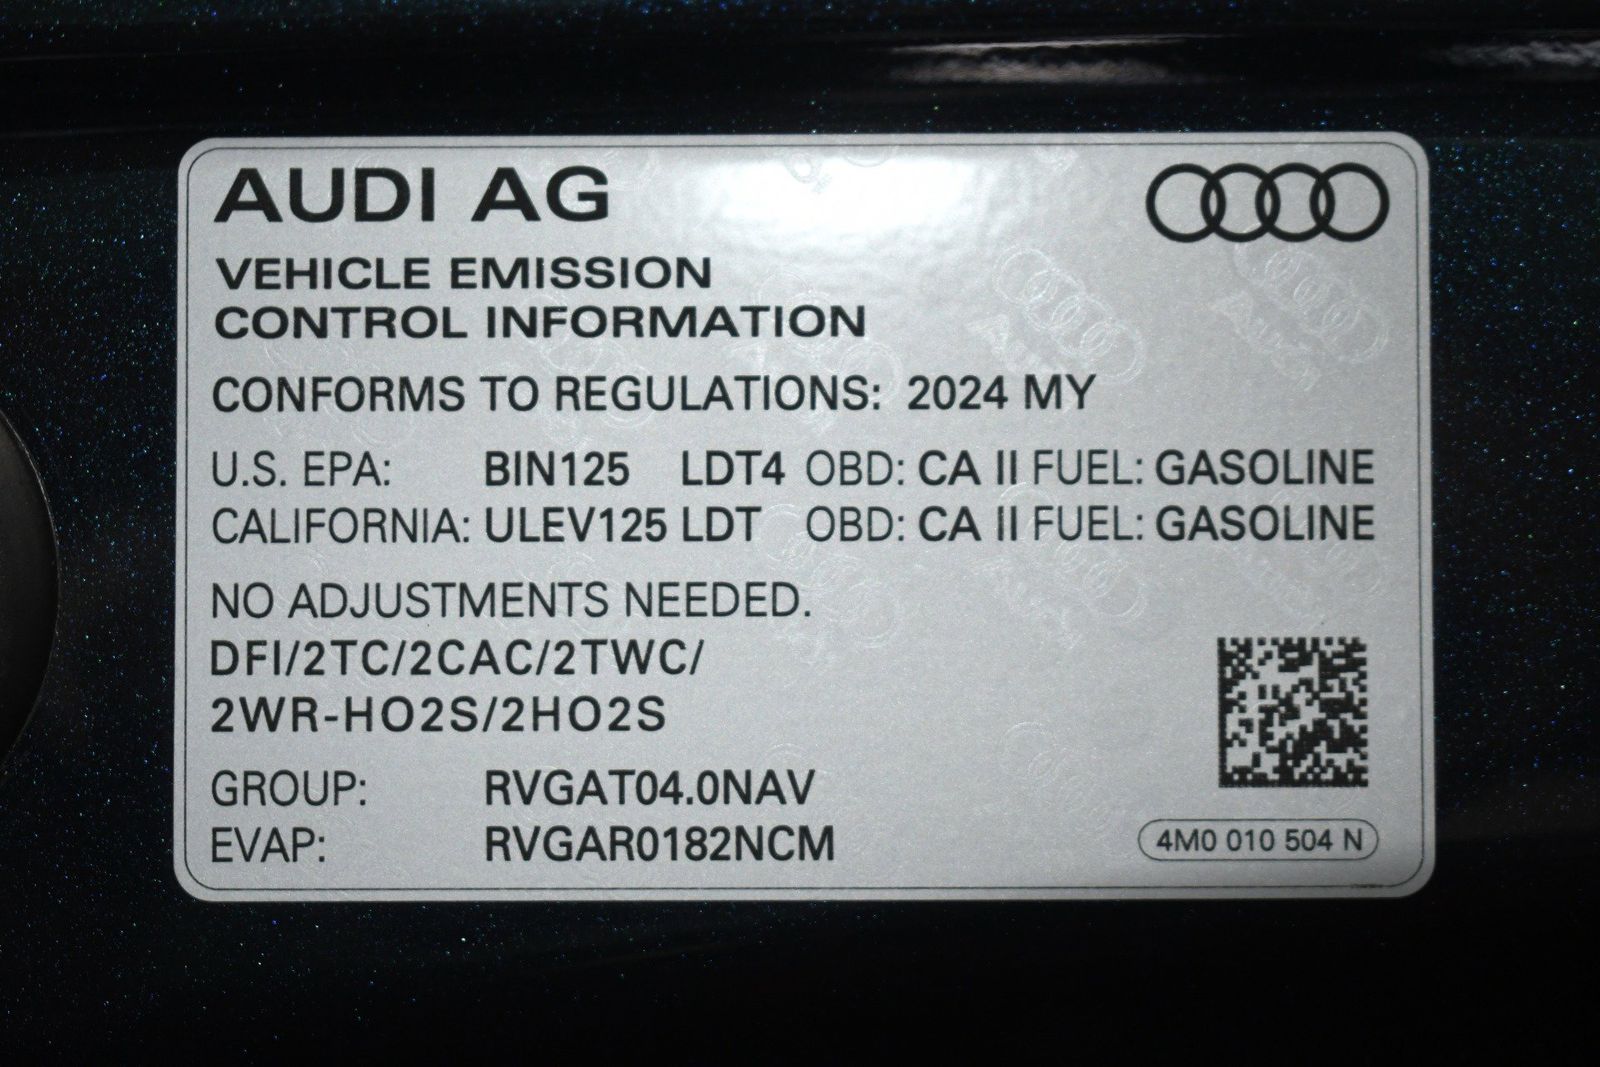 AUDI AG
VEHICLE EMISSION
CONTROL INFORMATION
CONFORMS TO REGULATIONS: 2024 MY
U.S. EPA: BIN125 LDT4 OBD: CA II FUEL: GASOLINE
CALIFORNIA: ULEV125 LDT OBD: CA II FUEL: GASOLINE
NO ADJUSTMENTS NEEDED.
DFI/2TC/2CAC/2TWC/
2WR-HO2S/2HO2S
GROUP: RVGAT04.0NAV
EVAP: RVGAR0182NCM
4M0 010 504 N